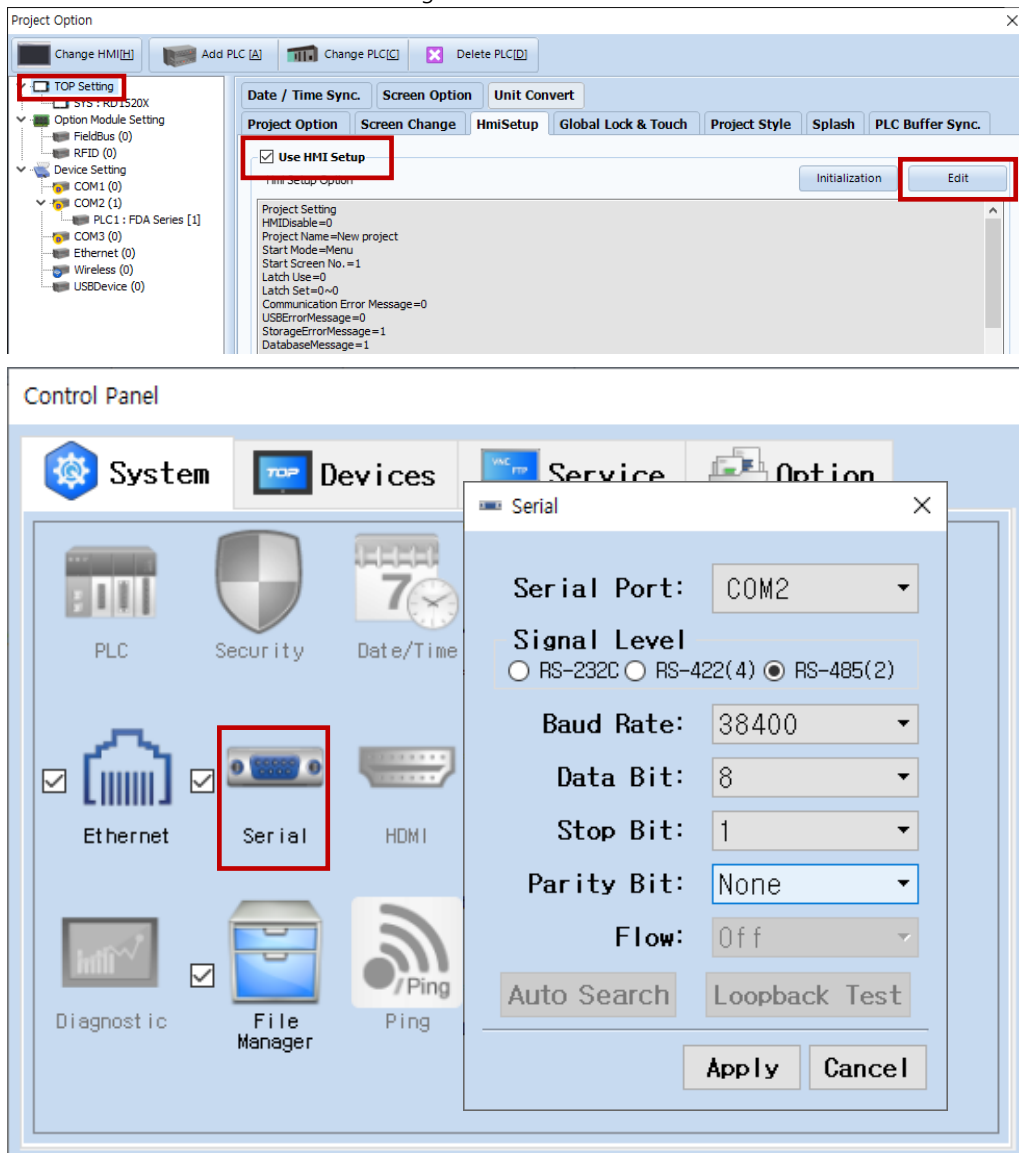 Project Option
Change HMI[H] Add PLC [A] Change PLC[C] Delete PLC[D]
TOP Setting
SYS : RD1520X
Option Module Setting
FieldBus (0)
RFID (0)
Device Setting
COM1 (0)
COM2 (1)
PLC1 : FDA Series [1]
COM3 (0)
Ethernet (0)
Wireless (0)
USBDevice (0)
Date / Time Sync. Screen Option Unit Convert
Project Option Screen Change HmiSetup Global Lock & Touch Project Style Splash PLC Buffer Sync.
Use HMI Setup
Hmi Setup Option
Initialization Edit
Project Setting
HMIDisable=0
Project Name=New project
Start Mode=Menu
Start Screen No.=1
Latch Use=0
Latch Set=0~0
Communication Error Message=0
USBErrorMessage=0
StorageErrorMessage=1
DatabaseMessage=1
Control Panel
System TOP Devices VNC FTP Service Option
PLC Security 7 Date/Time
Ethernet Serial HDMI
Diagnostic File Manager /Ping Ping
Serial
Serial Port: COM2
Signal Level
RS-232C RS-422(4) RS-485(2)
Baud Rate: 38400
Data Bit: 8
Stop Bit: 1
Parity Bit: None
Flow: Off
Auto Search Loopback Test
Apply Cancel